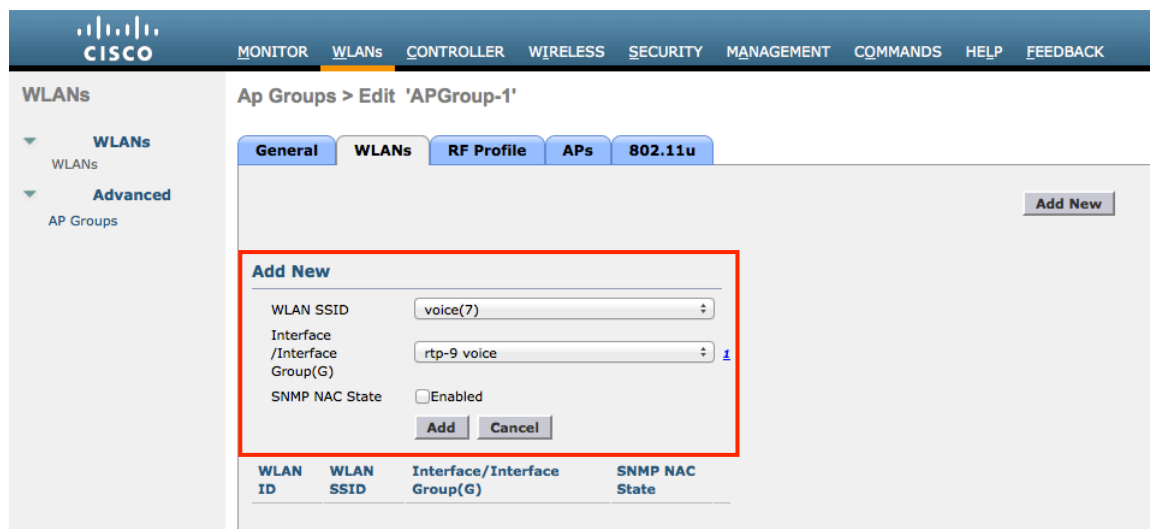 CISCO
MONITOR WLANs CONTROLLER WIRELESS SECURITY MANAGEMENT COMMANDS HELP FEEDBACK
WLANs
WLANs
WLANs
Advanced
AP Groups
Ap Groups > Edit 'APGroup-1'
General WLANs RF Profile APs 802.11u
Add New
Add New
WLAN SSID voice(7)
Interface
/Interface
Group(G)
rtp-9 voice 1
SNMP NAC State Enabled
Add Cancel
WLAN ID
WLAN SSID
Interface/Interface Group(G)
SNMP NAC State